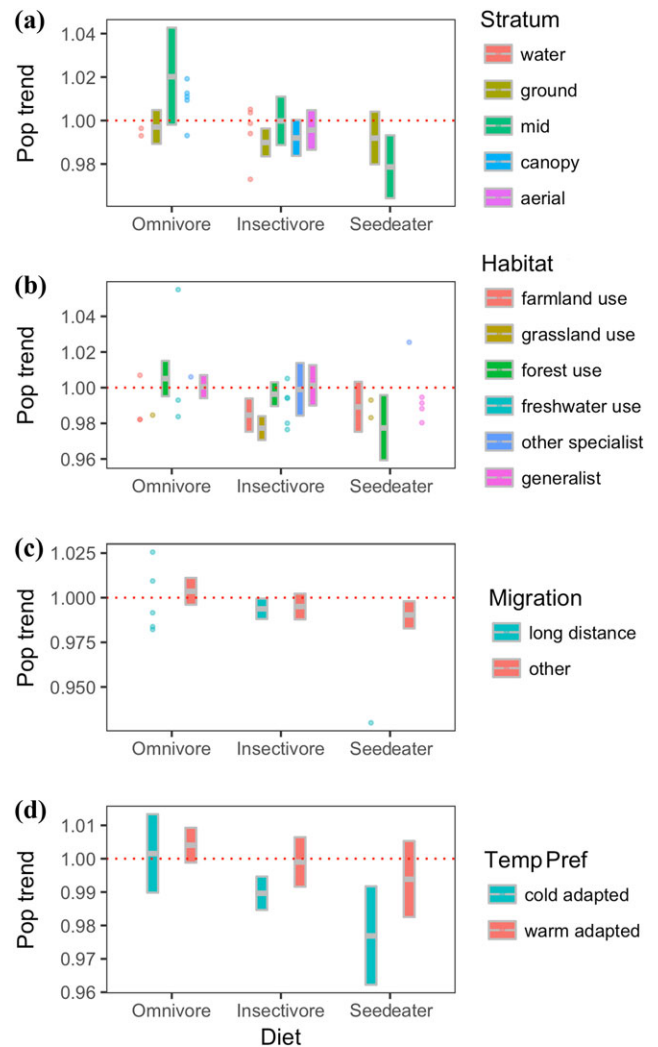 (a)
Pop trend
1.04
1.02
1.00
0.98
Omnivore Insectivore Seedeater
Stratum
water
ground
mid
canopy
aerial
(b)
Pop trend
1.04
1.02
1.00
0.98
0.96
Omnivore Insectivore Seedeater
Habitat
farmland use
grassland use
forest use
freshwater use
other specialist
generalist
(c)
Pop trend
1.025
1.000
0.975
0.950
Omnivore Insectivore Seedeater
Migration
long distance
other
(d)
Pop trend
1.01
1.00
0.99
0.98
0.97
0.96
Omnivore Insectivore Seedeater
Diet
Temp Pref
cold adapted
warm adapted